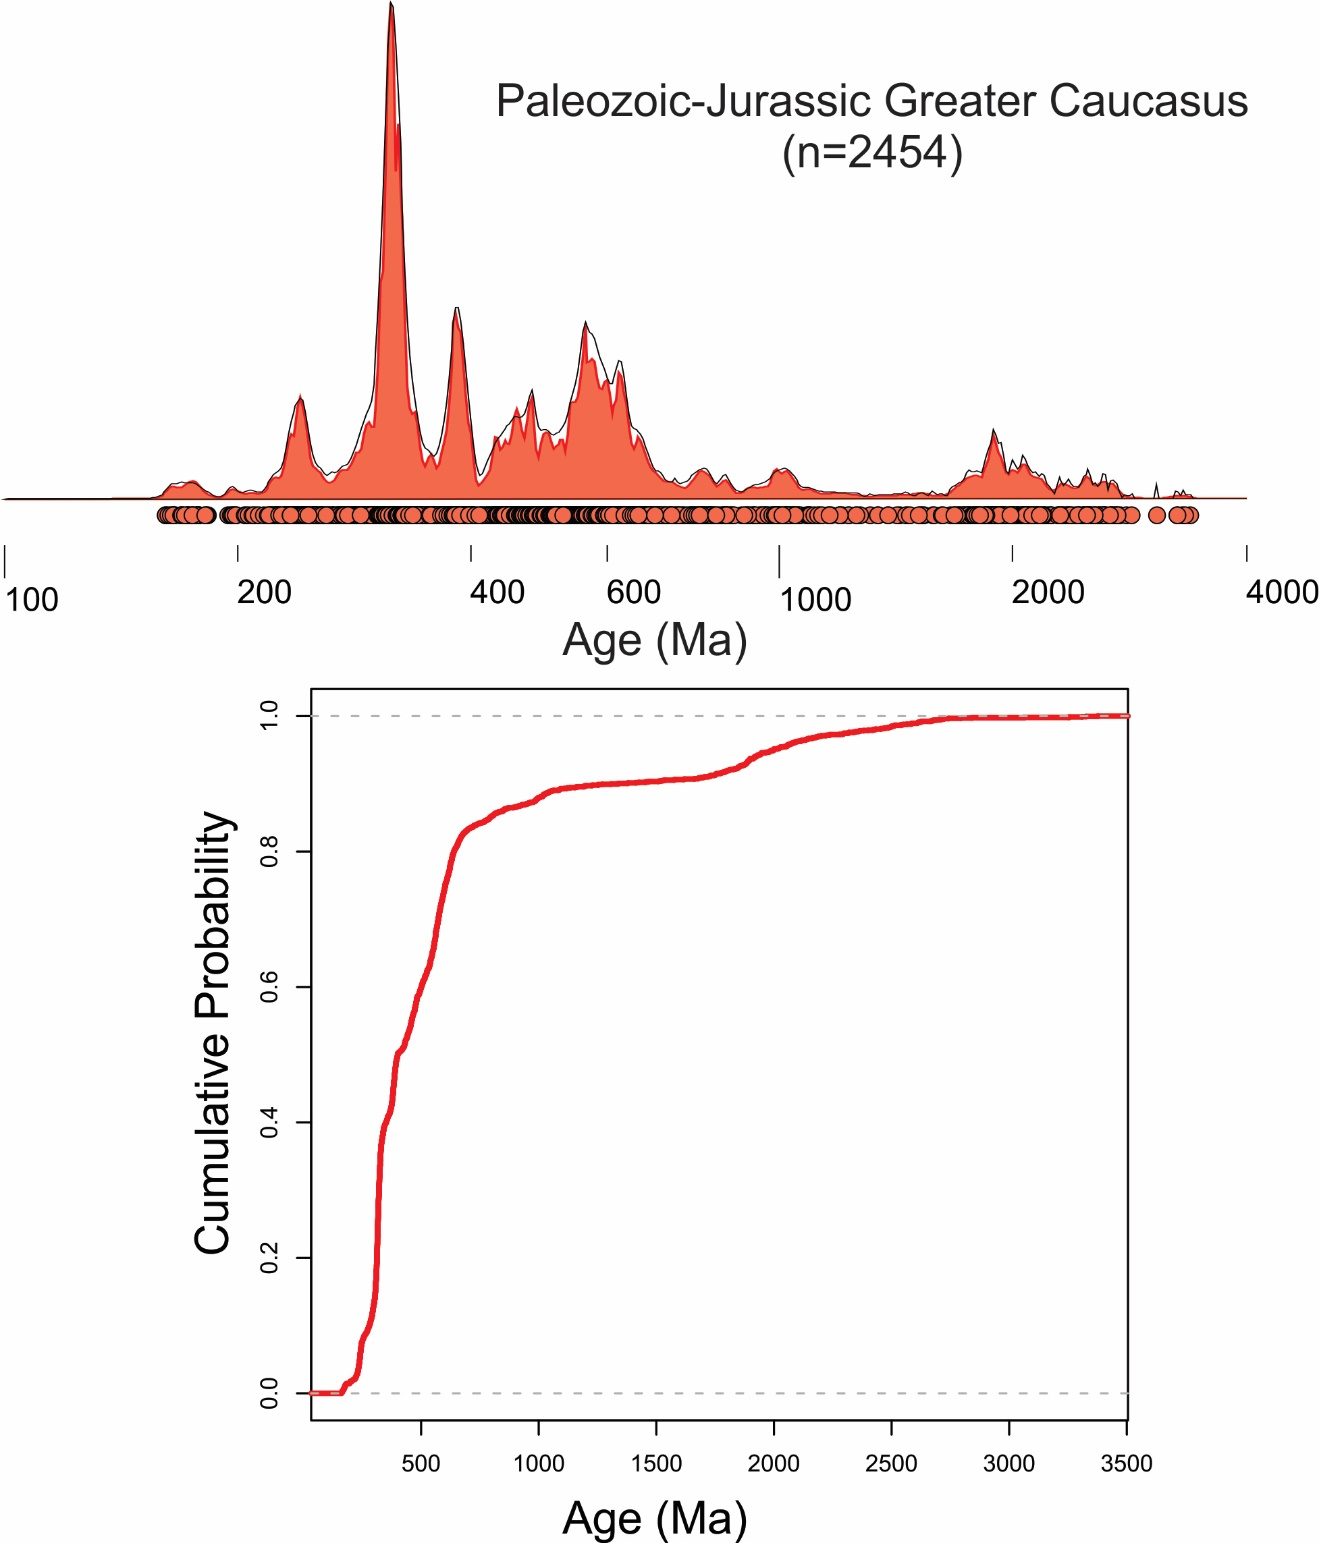 Paleozoic-Jurassic Greater Caucasus
(n=2454)
100 200 400 600 1000 2000 4000
Age (Ma)
1.0
0.8
0.6
0.4
0.2
0.0
Cumulative Probability
500 1000 1500 2000 2500 3000 3500
Age (Ma)